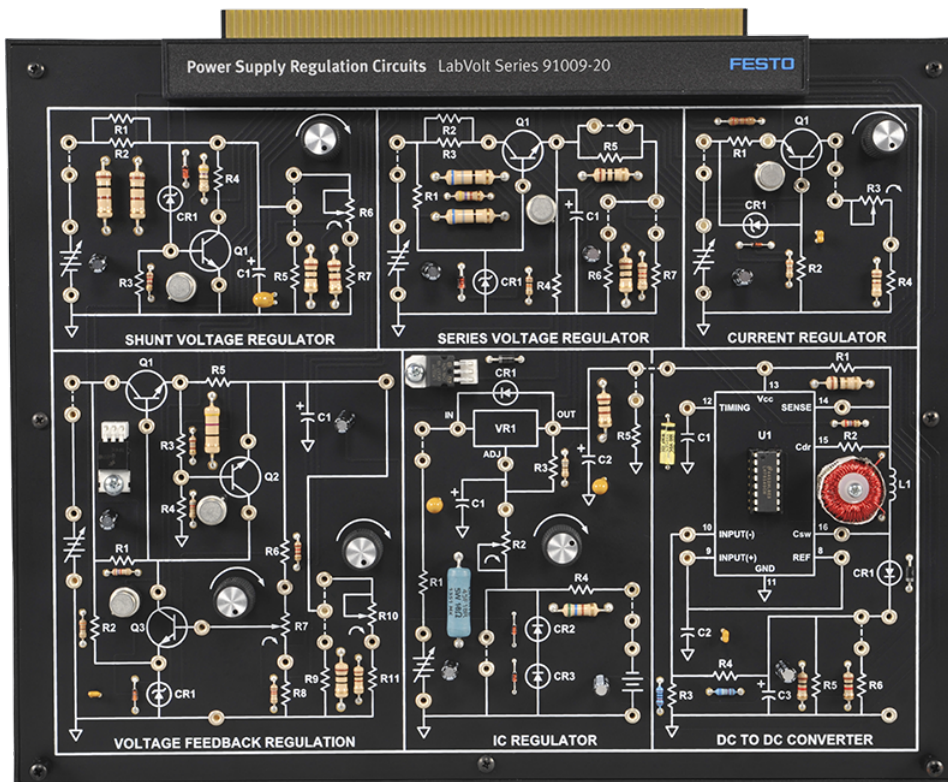 Power Supply Regulation Circuits LabVolt Series 91009-20 FESTO
R1
R2
R4
CR1
R6
Q1
R3
C1
R5
R7
SHUNT VOLTAGE REGULATOR
R2
Q1
R3
R5
R1
C1
CR1
R4
R6
R7
SERIES VOLTAGE REGULATOR
Q1
R1
R3
CR1
R2
R4
CURRENT REGULATOR
Q1
R5
C1
R3
Q2
R4
R1
R6
R2
Q3
R7
R10
CR1
R8
R9
R11
VOLTAGE FEEDBACK REGULATION
CR1
IN
OUT
VR1
ADJ
R5
R3
C2
C1
R2
R1
R4
CR2
CR3
IC REGULATOR
R1
13
Vcc
12
TIMING
SENSE
14
C1
U1
15
R2
Cdr
L1
10
INPUT(-)
Csw
16
9
INPUT(+)
REF
8
GND
11
CR1
C2
R4
R3
C3
R5
R6
DC TO DC CONVERTER